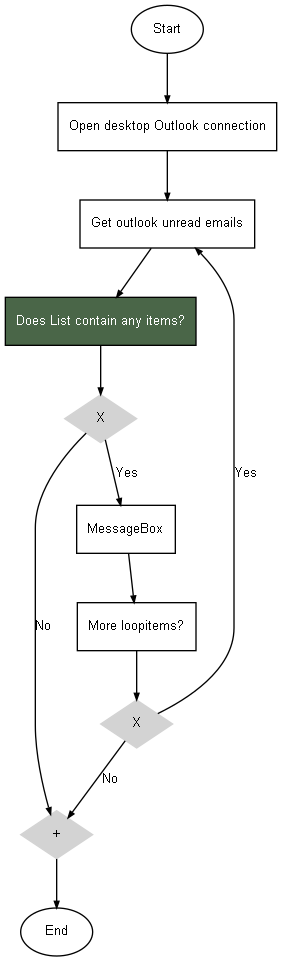 Start
Open desktop Outlook connection
Get outlook unread emails
Does List contain any items?
X
Yes
Yes
MessageBox
No
More loopitems?
X
No
+
End